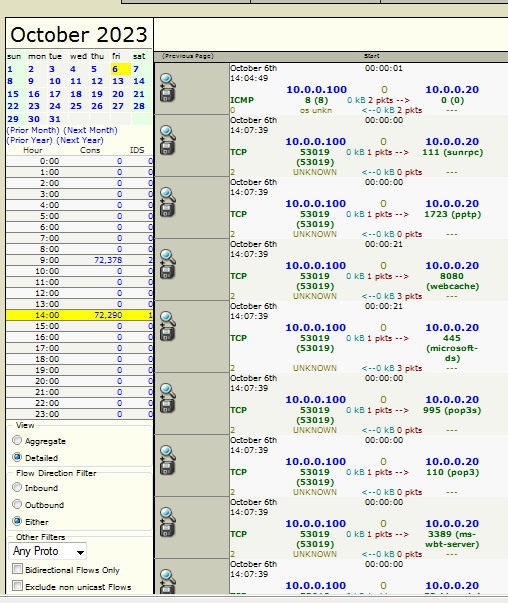 October 2023
sun mon tue wed thu fri sat
1 2 3 4 5 6 7
8 9 10 11 12 13 14
15 16 17 18 19 20 21
22 23 24 25 26 27 28
29 30 31
(Prior Month) (Next Month)
(Prior Year) (Next Year)
Hour Cons IDS
0:00 0 0
1:00 0 0
2:00 0 0
3:00 0 0
4:00 0 0
5:00 0 0
6:00 0 0
7:00 0 0
8:00 0 0
9:00 72,378 2
10:00 0 0
11:00 0 0
12:00 0 0
13:00 0 0
14:00 72,290 1
15:00 0 0
16:00 0 0
17:00 0 0
18:00 0 0
19:00 0 0
20:00 0 0
21:00 0 0
22:00 0 0
23:00 0 0
View
Aggregate
Detailed
Flow Direction Filter
Inbound
Outbound
Either
Other Filters
Any Proto
Bidirectional Flows Only
Exclude non unicast Flows
(Previous Page) Start
October 6th 00:00:01
14:04:49
10.0.0.100 0 10.0.0.20
ICMP 8 (8) 0 kB 2 pkts --> 0 (0)
0 os unkn <--0 kB 2 pkts ---
October 6th 00:00:00
14:07:39
10.0.0.100 0 10.0.0.20
TCP 53019 0 kB 1 pkts --> 111 (sunrpc)
(53019)
2 UNKNOWN <--0 kB 0 pkts ---
October 6th 00:00:00
14:07:39
10.0.0.100 0 10.0.0.20
TCP 53019 0 kB 1 pkts --> 1723 (pptp)
(53019)
2 UNKNOWN <--0 kB 0 pkts ---
October 6th 00:00:21
14:07:39
10.0.0.100 0 10.0.0.20
TCP 53019 0 kB 1 pkts --> 8080
(53019) (webcache)
2 UNKNOWN <--0 kB 3 pkts ---
October 6th 00:00:21
14:07:39
10.0.0.100 0 10.0.0.20
TCP 53019 0 kB 1 pkts --> 445
(53019) (microsoft-
ds)
2 UNKNOWN <--0 kB 3 pkts ---
October 6th 00:00:00
14:07:39
10.0.0.100 0 10.0.0.20
TCP 53019 0 kB 1 pkts --> 995 (pop3s)
(53019)
2 UNKNOWN <--0 kB 0 pkts ---
October 6th 00:00:00
14:07:39
10.0.0.100 0 10.0.0.20
TCP 53019 0 kB 1 pkts --> 110 (pop3)
(53019)
2 UNKNOWN <--0 kB 0 pkts ---
October 6th 00:00:00
14:07:39
10.0.0.100 0 10.0.0.20
TCP 53019 0 kB 1 pkts --> 3389 (ms-
(53019) wbt-server)
2 UNKNOWN <--0 kB 0 pkts ---
October 6th 00:00:00
14:07:39
10.0.0.100 0 10.0.0.20